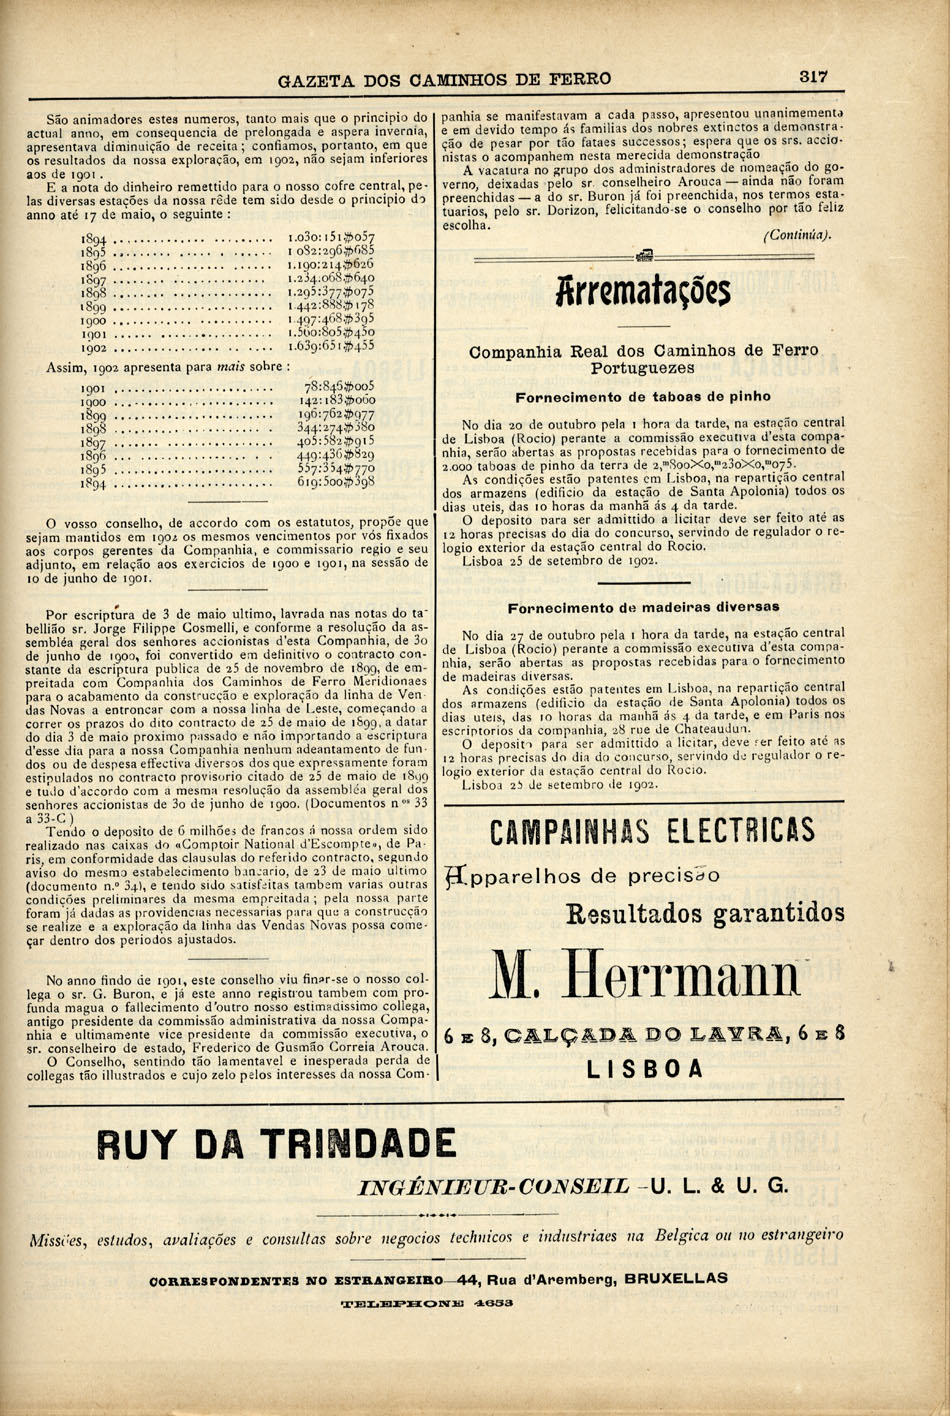 GAZETA DOS CAMINHOS DE FERRO 317
São animadores estes numeros, tanto mais que o principio do
actual anno, em consequencia de prelongada e aspera invernia,
apresentava diminuição de receita; confiamos, portanto, em que
os resultados da nossa exploração, em 1902, não sejam inferiores
aos de 1901.
E a nota do dinheiro remettido para o nosso cofre central, pe-
las diversas estações da nossa rêde tem sido desde o principio do
anno até 17 de maio, o seguinte :
1894 .......... 1.030:151$057
1895 .......... 1 082:296$685
1896 .......... 1.190:214$626
1897 .......... 1.234.068$640
1898 .......... 1.295:377$075
1899 .......... 1 442:888$178
1900 .......... 1 497:468$395
1901 .......... 1.560:805$450
1902 .......... 1.639:651$455
Assim, 1902 apresenta para mais sobre :
1901 .......... 78:846$005
1900 .......... 142:183$060
1899 .......... 196:762$977
1898 .......... 344:274$380
1897 .......... 405:582$915
1896 .......... 449:436$829
1895 .......... 557:354$770
1894 .......... 619:500$398
O vosso conselho, de accordo com os estatutos, propõe que
sejam mantidos em 1902 os mesmos vencimentos por vós fixados
aos corpos gerentes da Companhia, e commissario regio e seu
adjunto, em relação aos exercicios de 1900 e 1901, na sessão de
10 de junho de 1901.
Por escriptura de 3 de maio ultimo, lavrada nas notas do ta-
bellião sr. Jorge Filippe Cosmelli, e conforme a resolução da as-
sembléa geral dos senhores accionistas d'esta Companhia, de 30
de junho de 1900, foi convertido em definitivo o contracto con-
stante da escriptura publica de 25 de novembro de 1899, de em-
preitada com Companhia dos Caminhos de Ferro Meridionaes
para o acabamento da construcção e exploração da linha de Ven-
das Novas a entroncar com a nossa linha de Leste, começando a
correr os prazos do dito contracto de 25 de maio de 1899, a datar
do dia 3 de maio proximo passado e não importando a escriptura
d'esse dia para a nossa Companhia nenhum adeantamento de fun-
dos ou de despesa effectiva diversos dos que expressamente foram
estipulados no contracto provisorio citado de 25 de maio de 1899
e tudo d'accordo com a mesma resolução da assembléa geral dos
senhores accionistas de 30 de junho de 1900. (Documentos n.os 33
a 33-C )
Tendo o deposito de 6 milhões de francos á nossa ordem sido
realizado nas caixas do «Comptoir National d'Escompte», de Pa-
ris, em conformidade das clausulas do referido contracto, segundo
aviso do mesmo estabelecimento bancario, de 23 de maio ultimo
(documento n.º 34), e tendo sido satisfeitas tambem varias outras
condições preliminares da mesma empreitada; pela nossa parte
foram já dadas as providencias necessarias para que a construcção
se realize e a exploração da linha das Vendas Novas possa come-
çar dentro dos periodos ajustados.
No anno findo de 1901, este conselho viu finar-se o nosso col-
lega o sr. G. Buron, e já este anno registrou tambem com pro-
funda magua o fallecimento d'outro nosso estimadissimo collega,
antigo presidente da commissão administrativa da nossa Compa-
nhia e ultimamente vice presidente da commissão executiva, o
sr. conselheiro de estado, Frederico de Gusmão Correia Arouca.
O Conselho, sentindo tão lamentavel e inesperada perda de
collegas tão illustrados e cujo zelo pelos interesses da nossa Com-
panhia se manifestavam a cada passo, apresentou unanimemente
e em devido tempo ás familias dos nobres extinctos a demonstra-
ção de pesar por tão fataes successos; espera que os srs. accio-
nistas o acompanhem nesta merecida demonstração
A vacatura no grupo dos administradores de nomeação do go-
verno, deixadas pelo sr. conselheiro Arouca — ainda não foram
preenchidas — a do sr. Buron já foi preenchida, nos termos esta-
tuarios, pelo sr. Dorizon, felicitando-se o conselho por tão feliz
escolha.
(Continúa).
Arrematações
Companhia Real dos Caminhos de Ferro
Portuguezes
Fornecimento de taboas de pinho
No dia 20 de outubro pela 1 hora da tarde, na estação central
de Lisboa (Rocio) perante a commissão executiva d'esta compa-
nhia, serão abertas as propostas recebidas para o fornecimento de
2.000 taboas de pinho da terra de 2,m800X0,m230X0,m075.
As condições estão patentes em Lisboa, na repartição central
dos armazens (edificio da estação de Santa Apolonia) todos os
dias uteis, das 10 horas da manhã ás 4 da tarde.
O deposito para ser admittido a licitar deve ser feito até as
12 horas precisas do dia do concurso, servindo de regulador o re-
logio exterior da estação central do Rocio.
Lisboa 25 de setembro de 1902.
Fornecimento de madeiras diversas
No dia 27 de outubro pela 1 hora da tarde, na estação central
de Lisboa (Rocio) perante a commissão executiva d'esta compa-
nhia, serão abertas as propostas recebidas para o fornecimento
de madeiras diversas.
As condições estão patentes em Lisboa, na repartição central
dos armazens (edificio da estação de Santa Apolonia) todos os
dias uteis, das 10 horas da manhã ás 4 da tarde, e em Paris nos
escriptorios da companhia, 28 rue de Chateaudun.
O deposito para ser admittido a licitar, deve ser feito até as
12 horas precisas do dia do concurso, servindo de regulador o re-
logio exterior da estação central do Rocio.
Lisboa 25 de setembro de 1902.
CAMPAINHAS ELECTRICAS
Apparelhos de precisão
Resultados garantidos
M. Herrmann
6 E 8, CALÇADA DO LAVRA, 6 E 8
LISBOA
RUY DA TRINDADE
INGÉNIEUR-CONSEIL – U. L. & U. G.
Missões, estudos, avaliações e consultas sobre negocios technicos e industriaes na Belgica ou no estrangeiro
CORRESPONDENTES NO ESTRANGEIRO—44, Rua d'Aremberg, BRUXELLAS
TELEPHONE 4653